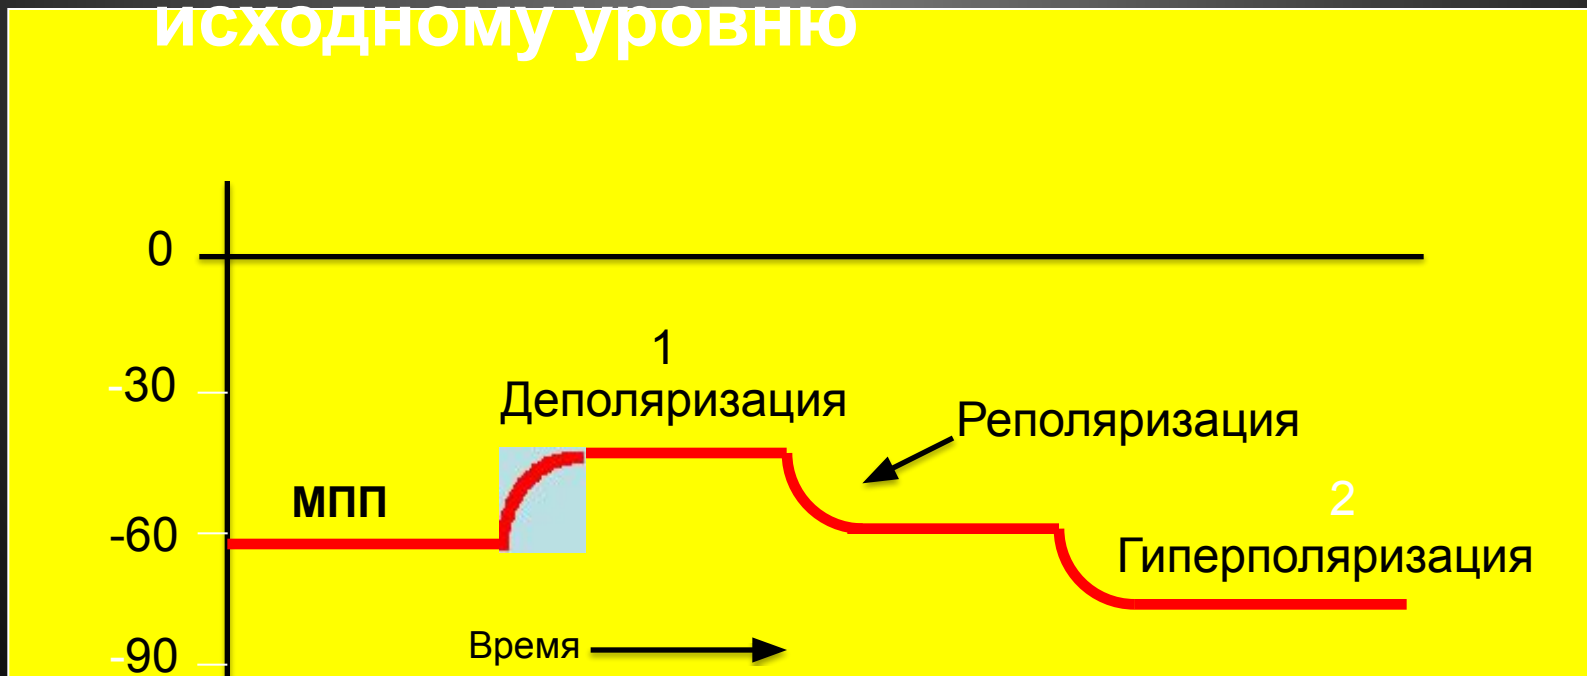 исходному уровню
0
1
-30
Деполяризация
Реполяризация
МПП
2
-60
Гиперполяризация
Время
-90